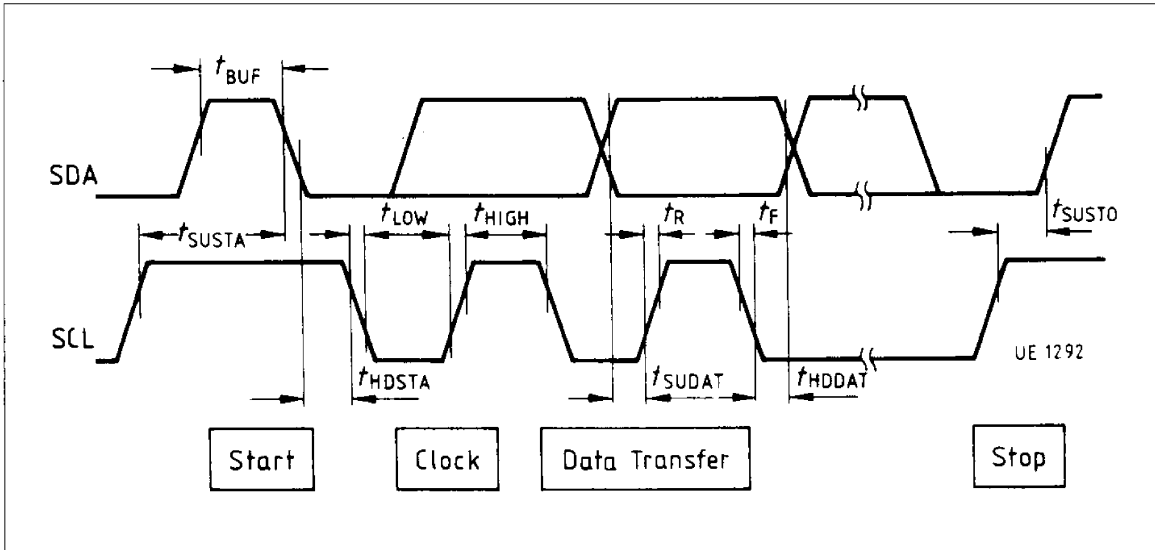 tBUF
SDA
tLOW
tHIGH
tR
tF
tSUSTA
tSUSTO
SCL
UE 1292
tHDSTA
tSUDAT
tHDDAT
Start
Clock
Data Transfer
Stop